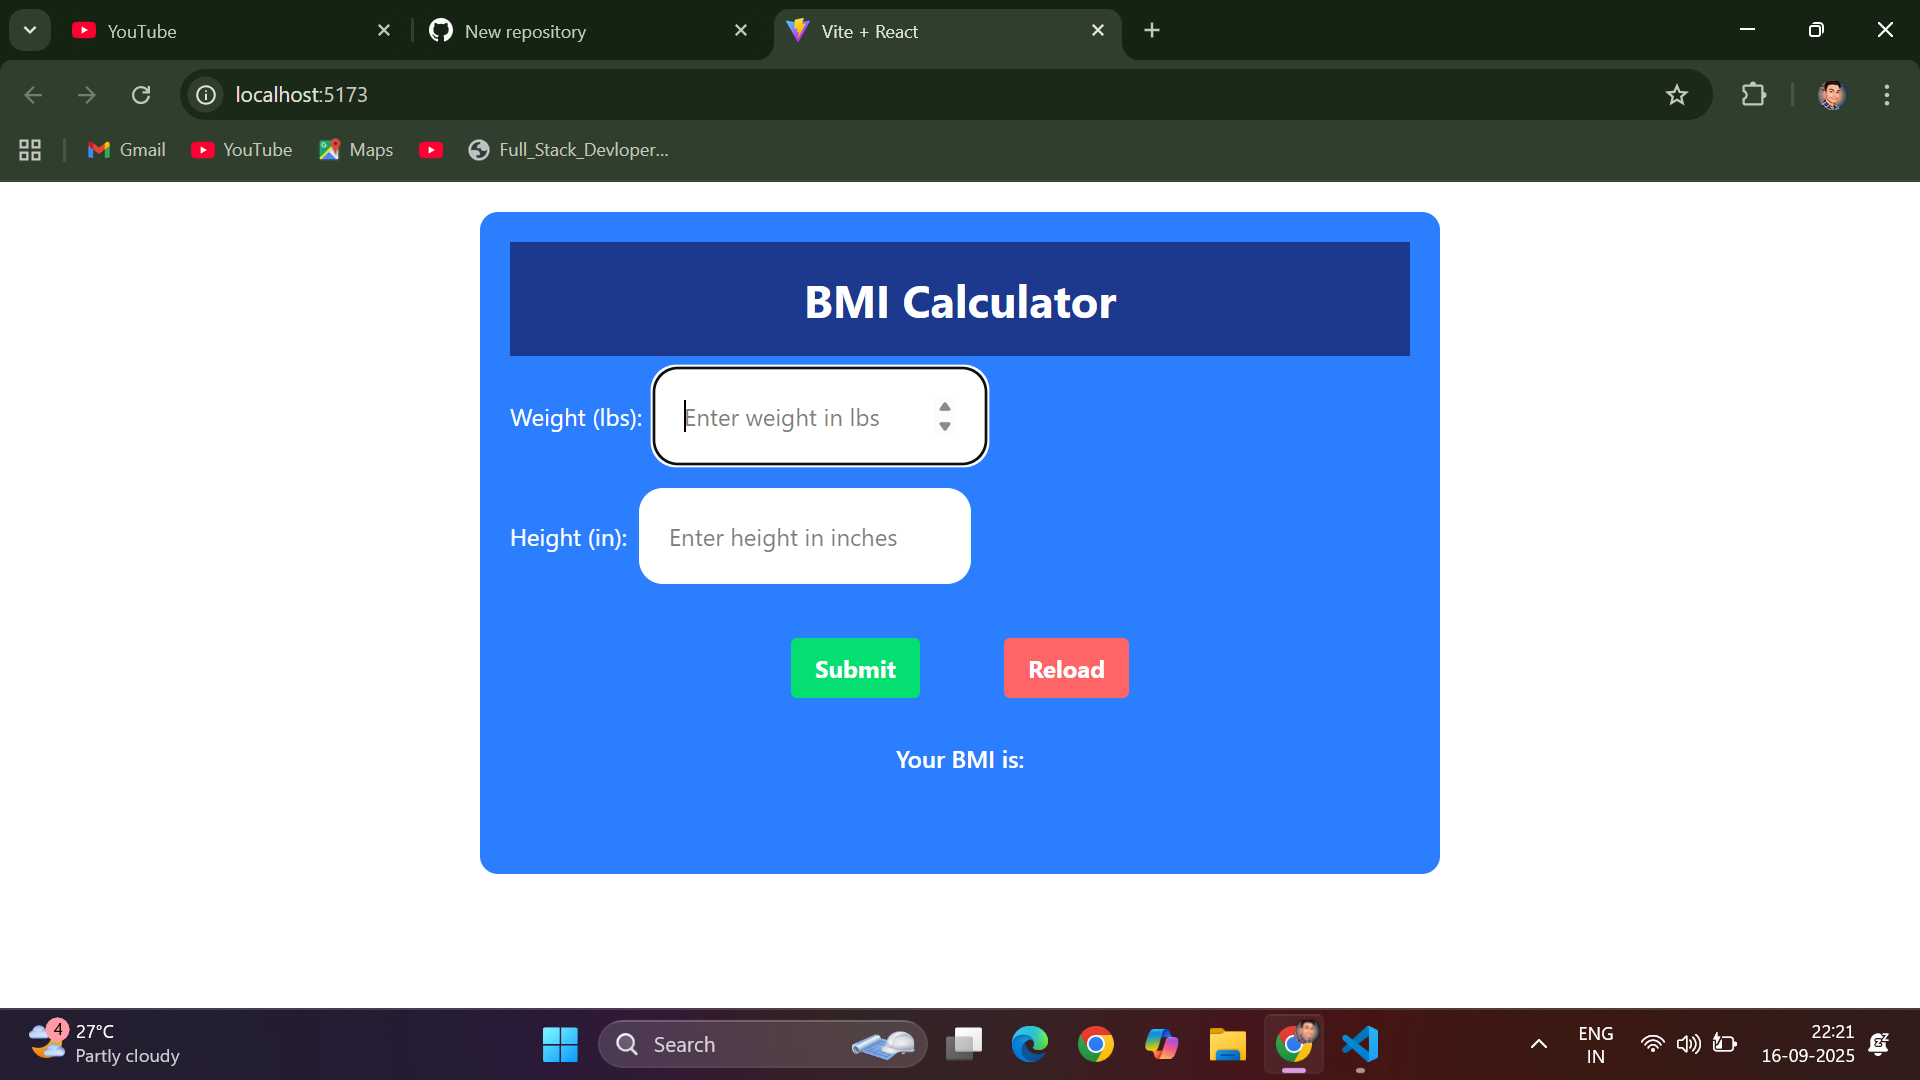 YouTube
New repository
Vite + React
localhost:5173
Gmail
YouTube
Maps
Full_Stack_Devloper...
BMI Calculator
Weight (lbs):
Enter weight in lbs
Height (in):
Enter height in inches
Submit
Reload
Your BMI is:
4
27°C
Partly cloudy
Search
ENG
IN
22:21
16-09-2025